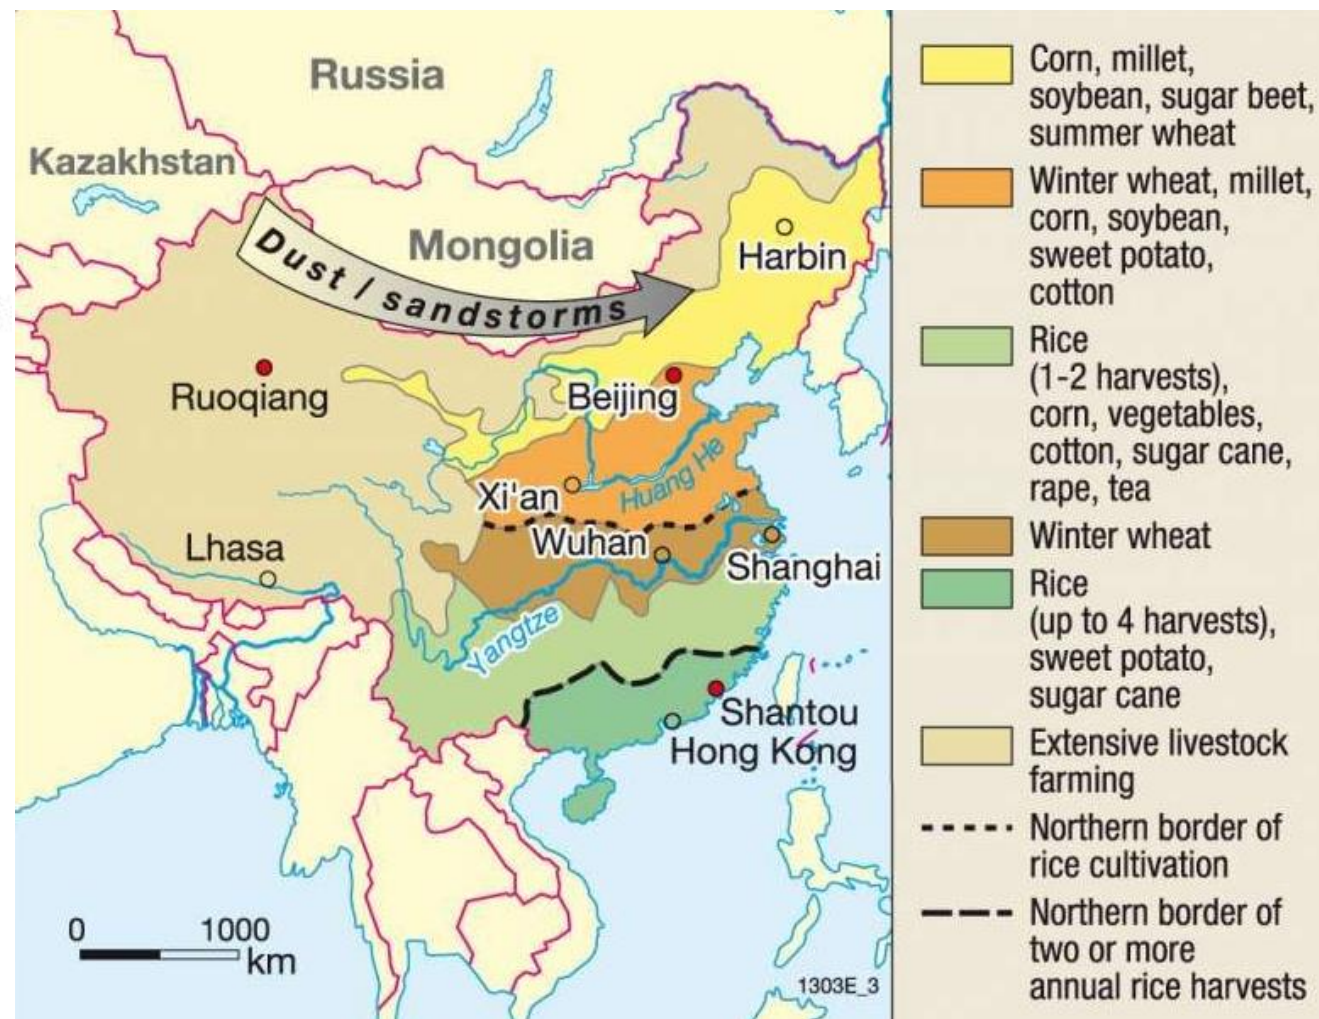 Russia
Kazakhstan
Mongolia
Harbin
Dust / sandstorms
Ruoqiang
Beijing
Xi'an
Huang He
Wuhan
Lhasa
Shanghai
Yangtze
Shantou
Hong Kong
0 1000
km
1303E_3
Corn, millet,
soybean, sugar beet,
summer wheat
Winter wheat, millet,
corn, soybean,
sweet potato,
cotton
Rice
(1-2 harvests),
corn, vegetables,
cotton, sugar cane,
rape, tea
Winter wheat
Rice
(up to 4 harvests),
sweet potato,
sugar cane
Extensive livestock
farming
Northern border of
rice cultivation
Northern border of
two or more
annual rice harvests